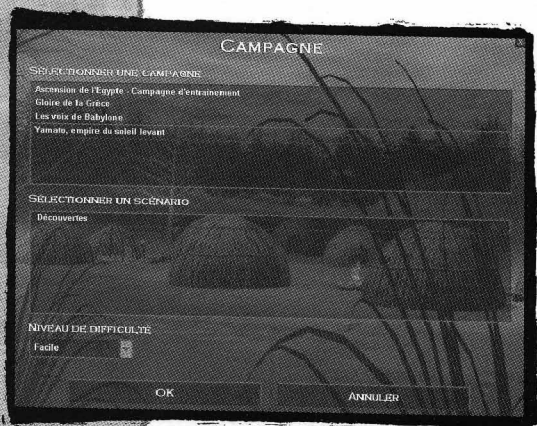 CAMPAGNE
SÉLECTIONNER UNE CAMPAGNE
Ascension de l'Egypte - Campagne d'entrainement
Gloire de la Grèce
Les voix de Babylone
Yamato, empire du soleil levant
SÉLECTIONNER UN SCÉNARIO
Découvertes
NIVEAU DE DIFFICULTÉ
Facile
OK
ANNULER